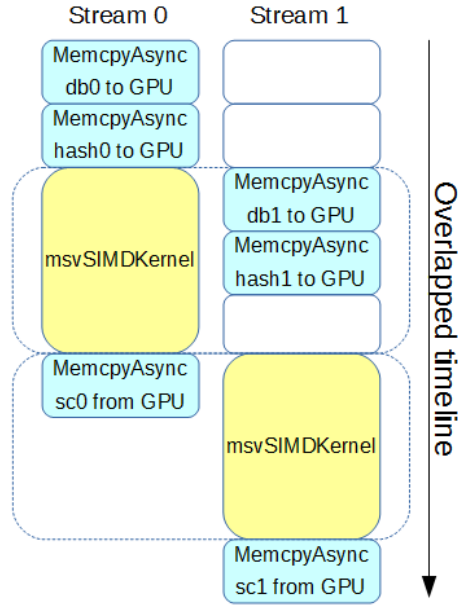 Stream 0
Stream 1
MemcpyAsync
db0 to GPU
MemcpyAsync
hash0 to GPU
msvSIMDKernel
MemcpyAsync
db1 to GPU
MemcpyAsync
hash1 to GPU
MemcpyAsync
sc0 from GPU
msvSIMDKernel
MemcpyAsync
sc1 from GPU
Overlapped timeline